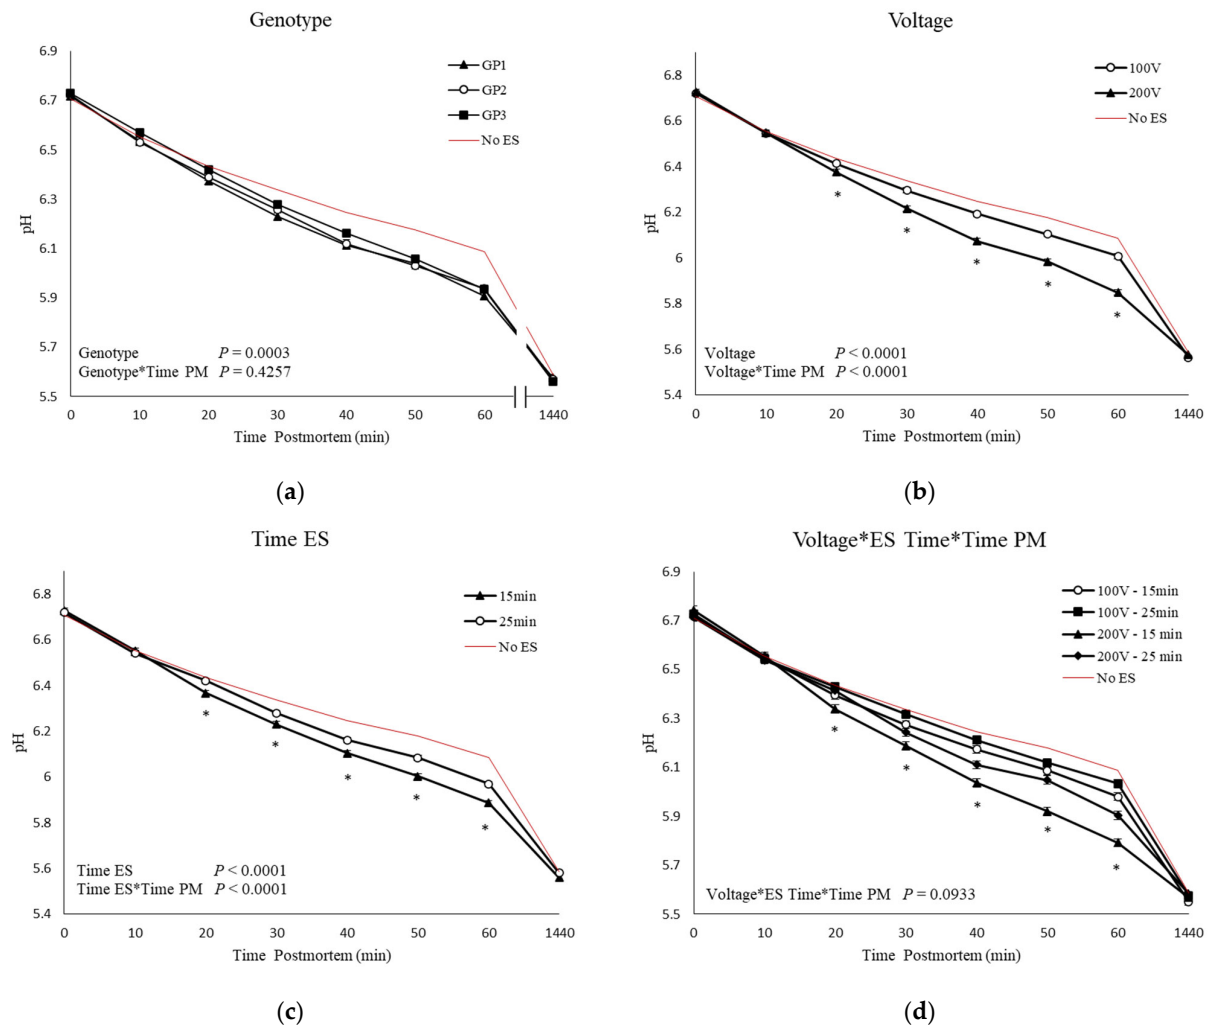 Genotype
6.9
6.7
6.5
6.3
6.1
5.9
5.7
5.5
pH
GP1
GP2
GP3
No ES
Genotype P = 0.0003
Genotype*Time PM P = 0.4257
0 10 20 30 40 50 60 1440
Time Postmortem (min)
(a)
Voltage
6.8
6.6
6.4
6.2
6
5.8
5.6
5.4
pH
100V
200V
No ES
* * * * *
Voltage P < 0.0001
Voltage*Time PM P < 0.0001
0 10 20 30 40 50 60 1440
Time Postmortem (min)
(b)
Time ES
6.8
6.6
6.4
6.2
6
5.8
5.6
5.4
pH
15min
25min
No ES
* * * * *
Time ES P < 0.0001
Time ES*Time PM P < 0.0001
0 10 20 30 40 50 60 1440
Time Postmortem (min)
(c)
Voltage*ES Time*Time PM
6.9
6.7
6.5
6.3
6.1
5.9
5.7
5.5
pH
100V - 15min
100V - 25min
200V - 15 min
200V - 25 min
No ES
* * * * *
Voltage*ES Time*Time PM P = 0.0933
0 10 20 30 40 50 60 1440
Time Postmortem (min)
(d)